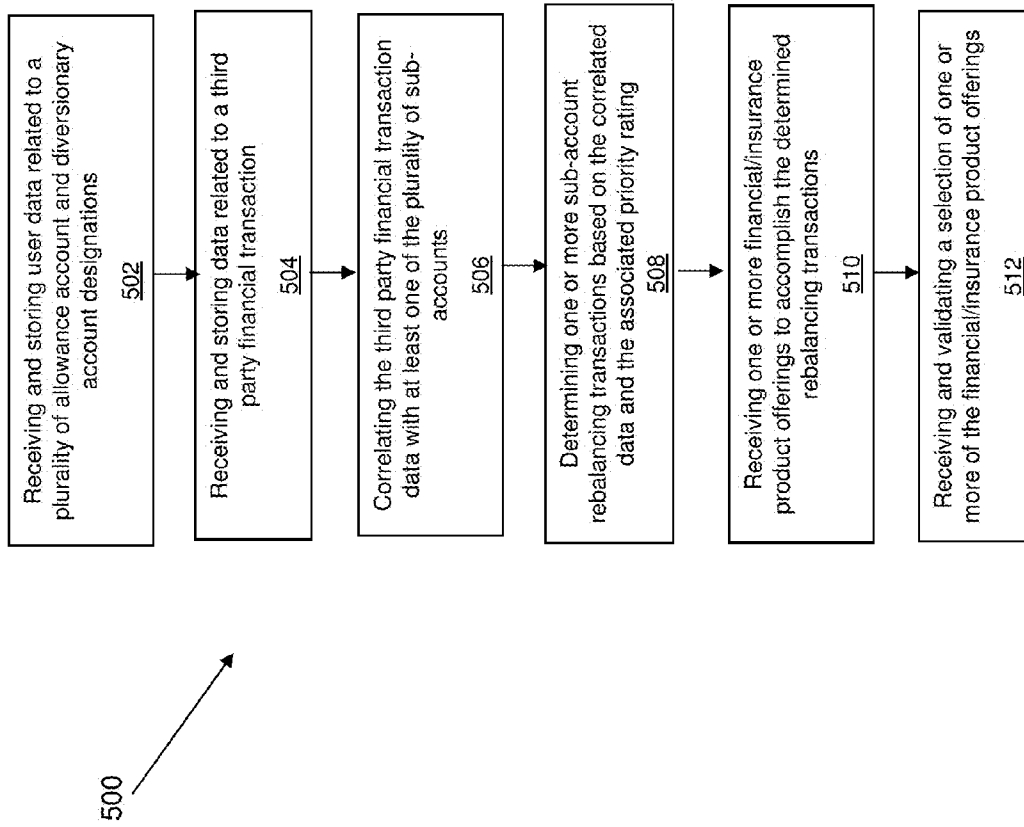 Receiving and storing user data related to a
plurality of allowance account and diversionary
account designations
502
Receiving and storing data related to a third
party financial transaction
504
Correlating the third party financial transaction
data with at least one of the plurality of sub-
accounts
506
Determining one or more sub-account
rebalancing transactions based on the correlated
data and the associated priority rating
508
Receiving one or more financial/insurance
product offerings to accomplish the determined
rebalancing transactions
510
Receiving and validating a selection of one or
more of the financial/insurance product offerings
512
500